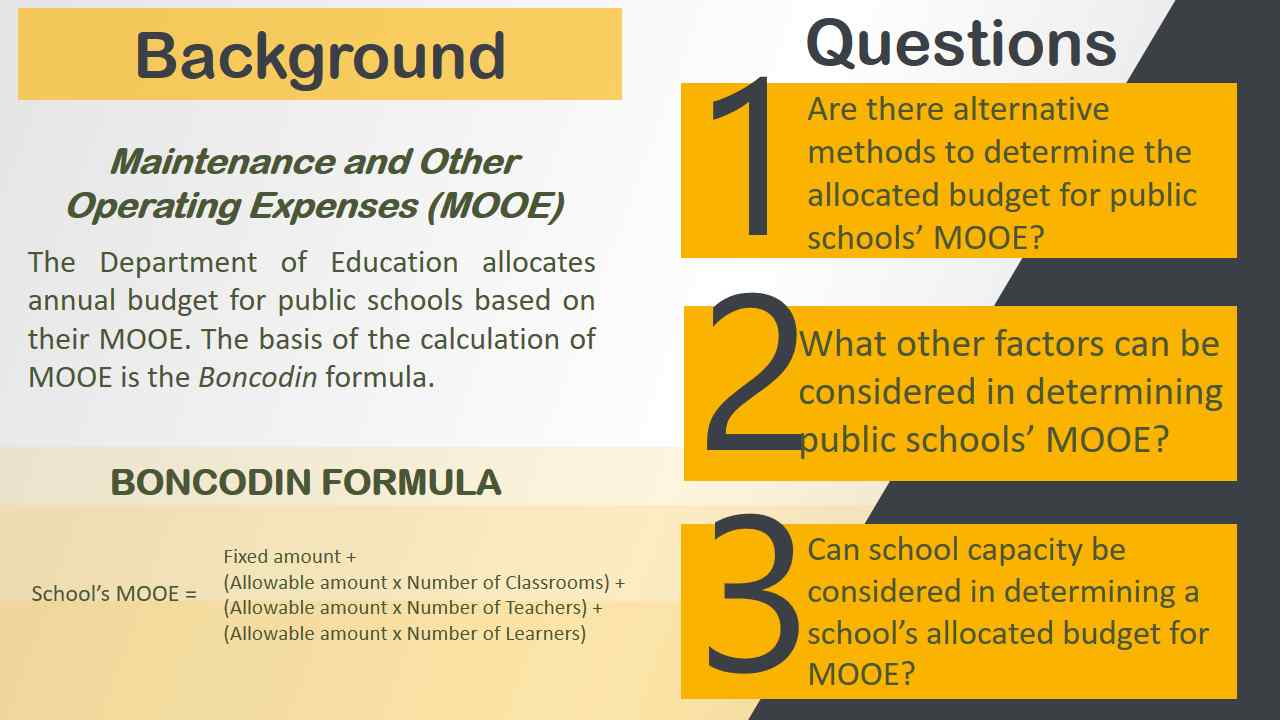 Background
Maintenance and Other
Operating Expenses (MOOE)
The Department of Education allocates
annual budget for public schools based on
their MOOE. The basis of the calculation of
MOOE is the Boncodin formula.
BONCODIN FORMULA
School’s MOOE =
Fixed amount +
(Allowable amount x Number of Classrooms) +
(Allowable amount x Number of Teachers) +
(Allowable amount x Number of Learners)
Questions
1
Are there alternative
methods to determine the
allocated budget for public
schools’ MOOE?
2
What other factors can be
considered in determining
public schools’ MOOE?
3
Can school capacity be
considered in determining a
school’s allocated budget for
MOOE?